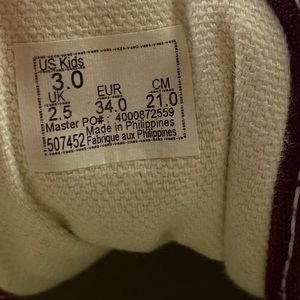 US Kids
3.0
UK EUR CM
2.5 34.0 21.0
Master PO# : 4000872559
Made in Philippines
507452 Fabrique aux Philippines